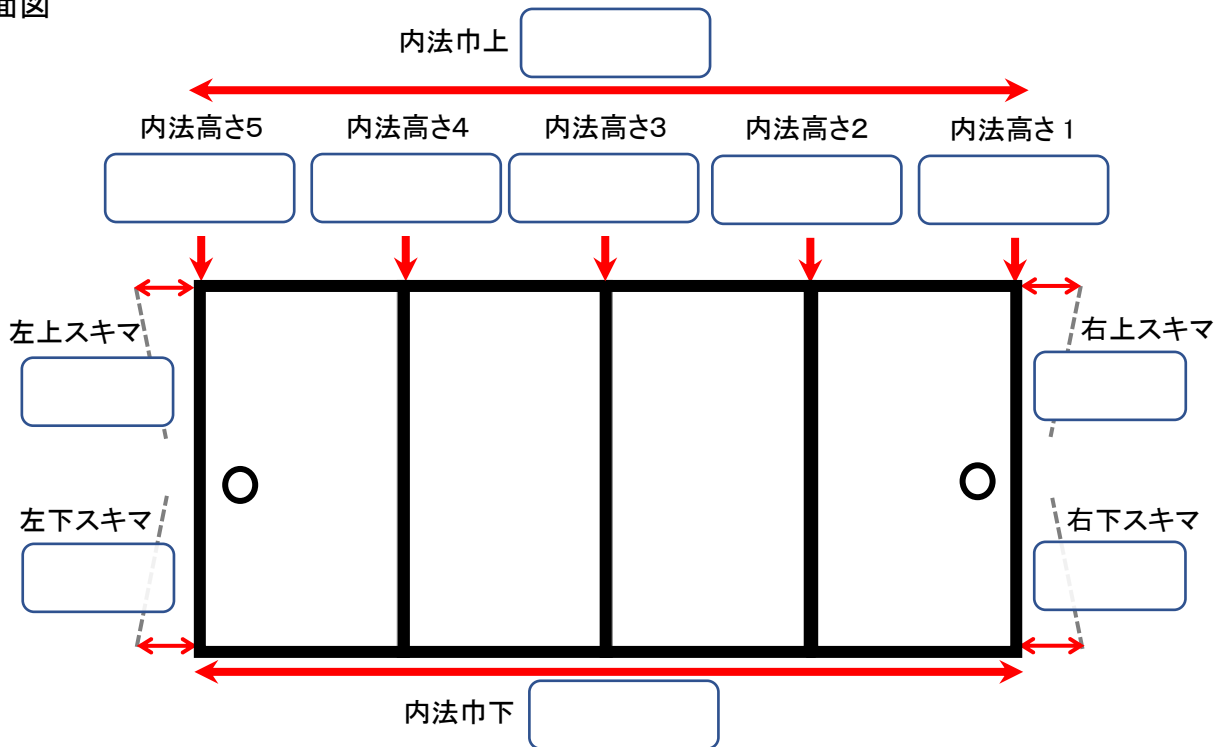 面図
内法巾上
内法高さ5
内法高さ4
内法高さ3
内法高さ2
内法高さ1
左上スキマ
右上スキマ
左下スキマ
右下スキマ
内法巾下